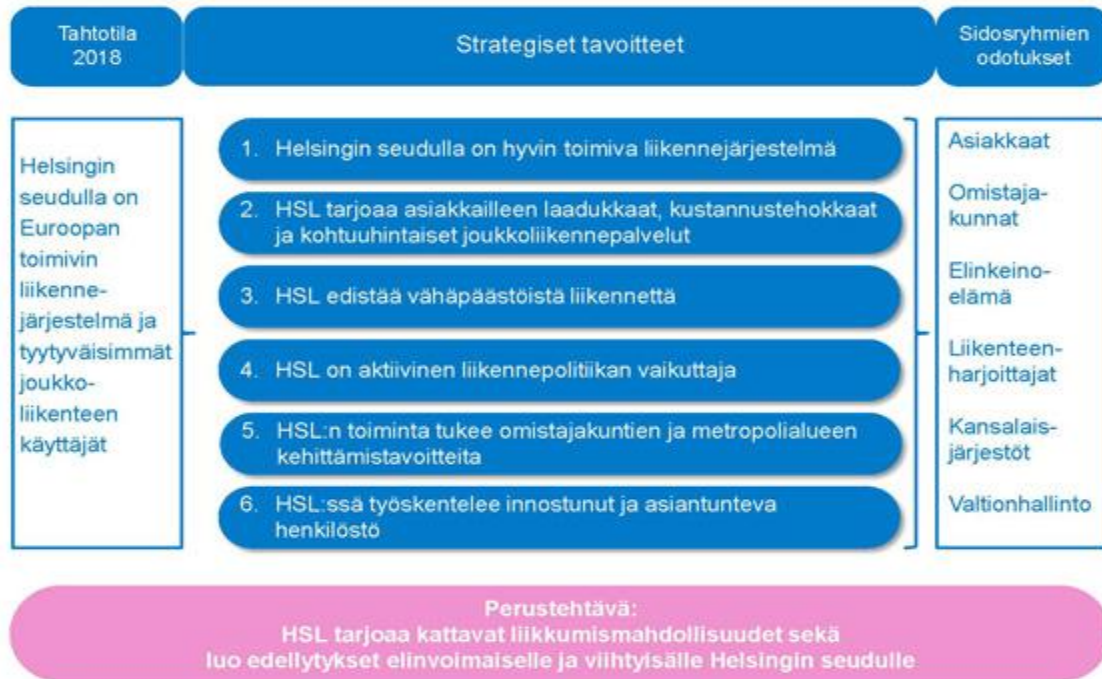 Tahtotila
2018
Strategiset tavoitteet
Sidosryhmien
odotukset
Helsingin
seudulla on
Euroopan
toimivin
liikenne-
järjestelmä ja
tyytyväisimmät
joukko-
liikenteen
käyttäjät
1. Helsingin seudulla on hyvin toimiva liikennejärjestelmä
2. HSL tarjoaa asiakkailleen laadukkaat, kustannustehokkaat
ja kohtuuhintaiset joukkoliikennepalvelut
3. HSL edistää vähäpäästöistä liikennettä
4. HSL on aktiivinen liikennepolitiikan vaikuttaja
5. HSL:n toiminta tukee omistajakuntien ja metropolialueen
kehittämistavoitteita
6. HSL:ssä työskentelee innostunut ja asiantunteva
henkilöstö
Asiakkaat
Omistaja-
kunnat
Elinkeino-
elämä
Liikenteen-
harjoittajat
Kansalais-
järjestöt
Valtionhallinto
Perustehtävä:
HSL tarjoaa kattavat liikkumismahdollisuudet sekä
luo edellytykset elinvoimaiselle ja viihtyisälle Helsingin seudulle